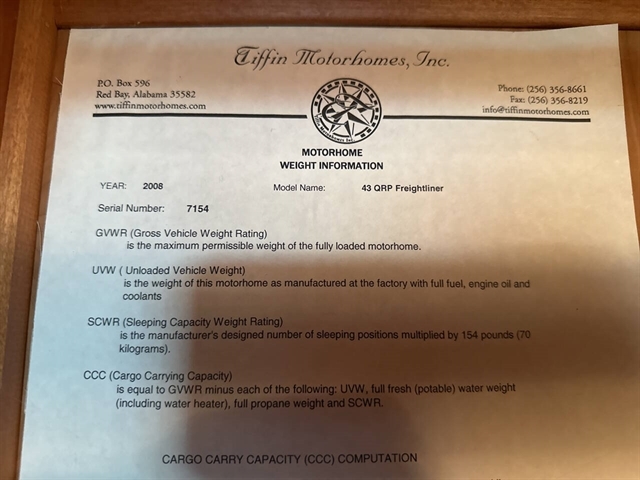 Tiffin Motorhomes, Inc.
P.O. Box 596
Red Bay, Alabama 35582
www.tiffinmotorhomes.com
Phone: (256) 356-8661
Fax: (256) 356-8219
info@tiffinmotorhomes.com
MOTORHOME
WEIGHT INFORMATION
YEAR: 2008 Model Name: 43 QRP Freightliner
Serial Number: 7154
GVWR (Gross Vehicle Weight Rating)
is the maximum permissible weight of the fully loaded motorhome.
UVW ( Unloaded Vehicle Weight)
is the weight of this motorhome as manufactured at the factory with full fuel, engine oil and
coolants
SCWR (Sleeping Capacity Weight Rating)
is the manufacturer's designed number of sleeping positions multiplied by 154 pounds (70
kilograms).
CCC (Cargo Carrying Capacity)
is equal to GVWR minus each of the following: UVW, full fresh (potable) water weight
(including water heater), full propane weight and SCWR.
CARGO CARRY CAPACITY (CCC) COMPUTATION